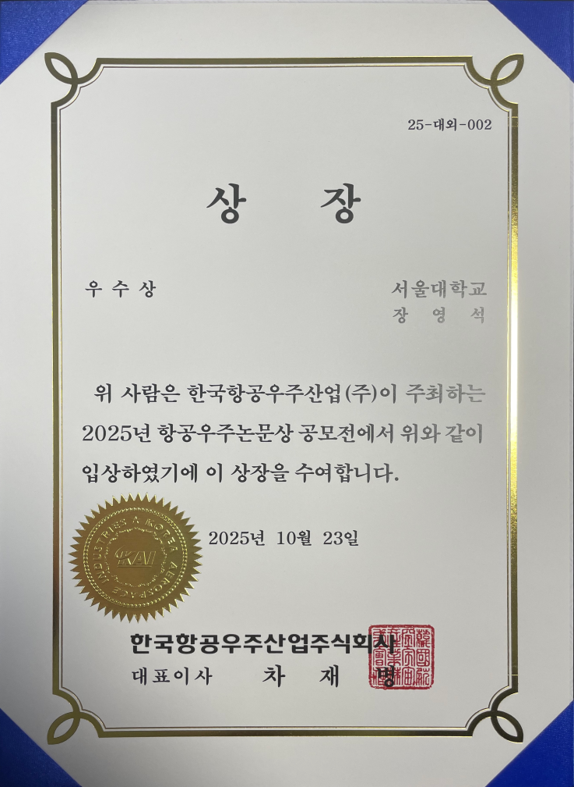 25-대외-002
상 장
우 수 상
서울대학교
장 영 석
위 사람은 한국항공우주산업(주)이 주최하는
2025년 항공우주논문상 공모전에서 위와 같이
입상하였기에 이 상장을 수여합니다.
2025년 10월 23일
KOREA AEROSPACE INDUSTRIES
KAI
한국항공우주산업주식회사
대표이사 차 재 병